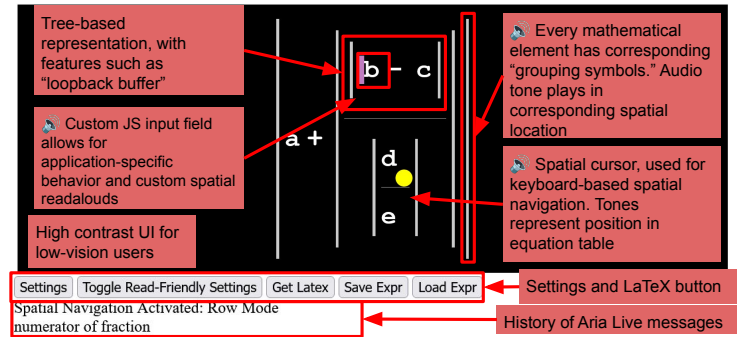 Tree-based
representation, with
features such as
“loopback buffer”
🔊 Custom JS input field
allows for
application-specific
behavior and custom spatial
readalouds
High contrast UI for
low-vision users
b - c
a +
d
e
🔊 Every mathematical
element has corresponding
“grouping symbols.” Audio
tone plays in
corresponding spatial
location
🔊 Spatial cursor, used for
keyboard-based spatial
navigation. Tones
represent position in
equation table
Settings Toggle Read-Friendly Settings Get Latex Save Expr Load Expr
Settings and LaTeX button
Spatial Navigation Activated: Row Mode
numerator of fraction
History of Aria Live messages